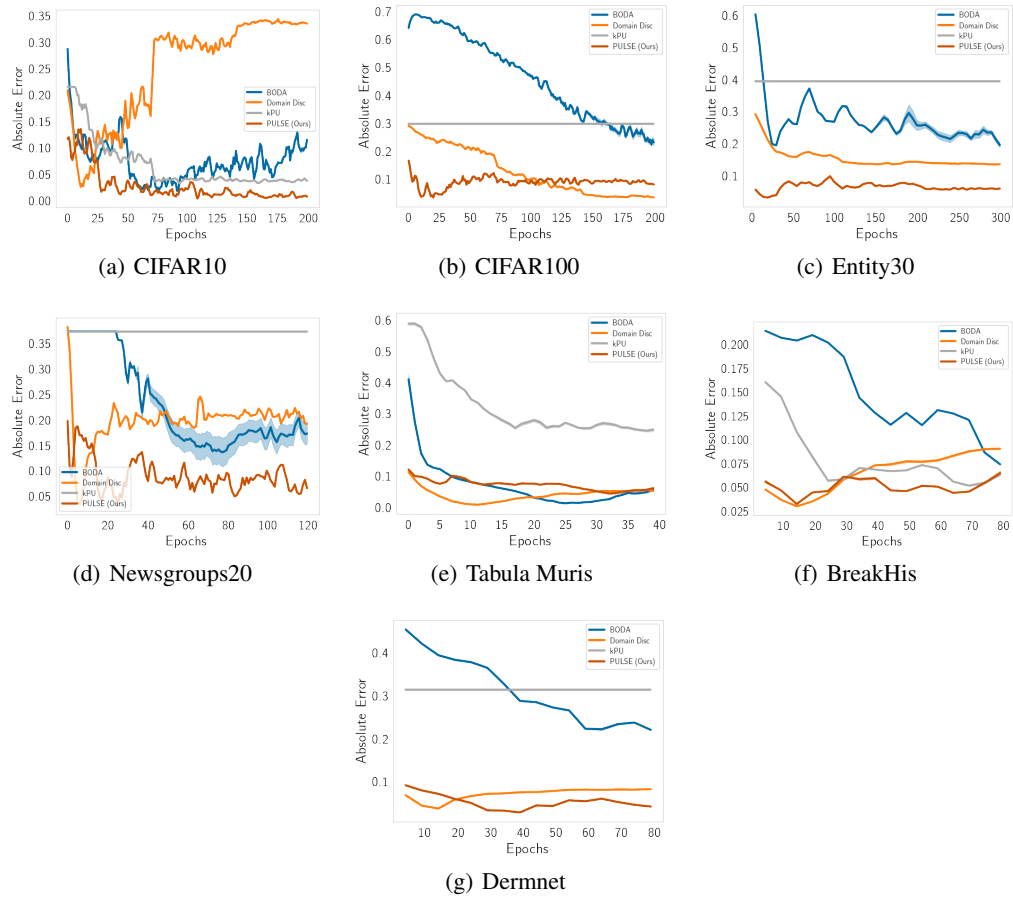 0.35
0.30
0.25
0.20
0.15
0.10
0.05
0.00
Absolute Error
BODA
Domain Disc
kPU
PULSE (Ours)
0 25 50 75 100 125 150 175 200
Epochs
(a) CIFAR10
0.7
0.6
0.5
0.4
0.3
0.2
0.1
Absolute Error
BODA
Domain Disc
kPU
PULSE (Ours)
0 25 50 75 100 125 150 175 200
Epochs
(b) CIFAR100
0.6
0.5
0.4
0.3
0.2
0.1
Absolute Error
BODA
Domain Disc
kPU
PULSE (Ours)
0 50 100 150 200 250 300
Epochs
(c) Entity30
0.35
0.30
0.25
0.20
0.15
0.10
0.05
Absolute Error
BODA
Domain Disc
kPU
PULSE (Ours)
0 20 40 60 80 100 120
Epochs
(d) Newsgroups20
0.6
0.5
0.4
0.3
0.2
0.1
0.0
Absolute Error
BODA
Domain Disc
kPU
PULSE (Ours)
0 5 10 15 20 25 30 35 40
Epochs
(e) Tabula Muris
0.200
0.175
0.150
0.125
0.100
0.075
0.050
0.025
Absolute Error
BODA
Domain Disc
kPU
PULSE (Ours)
10 20 30 40 50 60 70 80
Epochs
(f) BreakHis
0.4
0.3
0.2
0.1
Absolute Error
BODA
Domain Disc
kPU
PULSE (Ours)
10 20 30 40 50 60 70 80
Epochs
(g) Dermnet